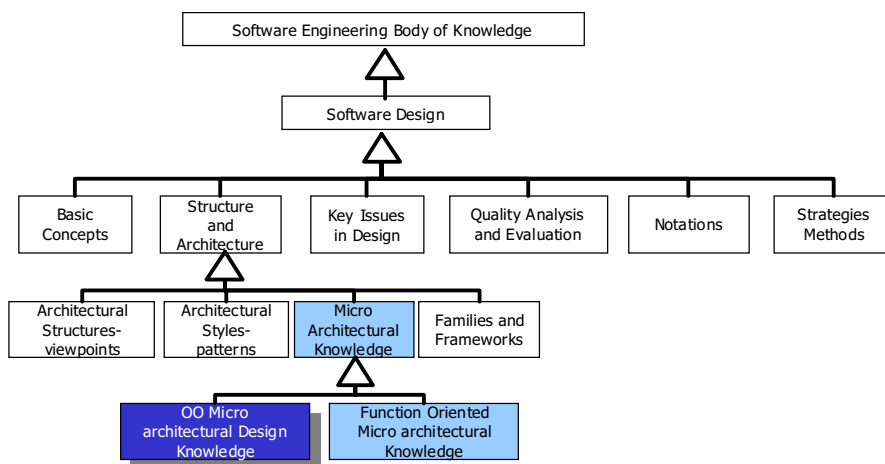 Software Engineering Body of Knowledge
Software Design
Basic
Concepts
Structure
and
Architecture
Key Issues
in Design
Quality Analysis
and Evaluation
Notations
Strategies
Methods
Architectural
Structures-
viewpoints
Architectural
Styles-
patterns
Micro
Architectural
Knowledge
Families and
Frameworks
OO Micro
architectural Design
Knowledge
Function Oriented
Micro architectural
Knowledge